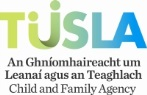 TUSLA
An Ghníomhaireacht um
Leanaí agus an Teaghlach
Child and Family Agency